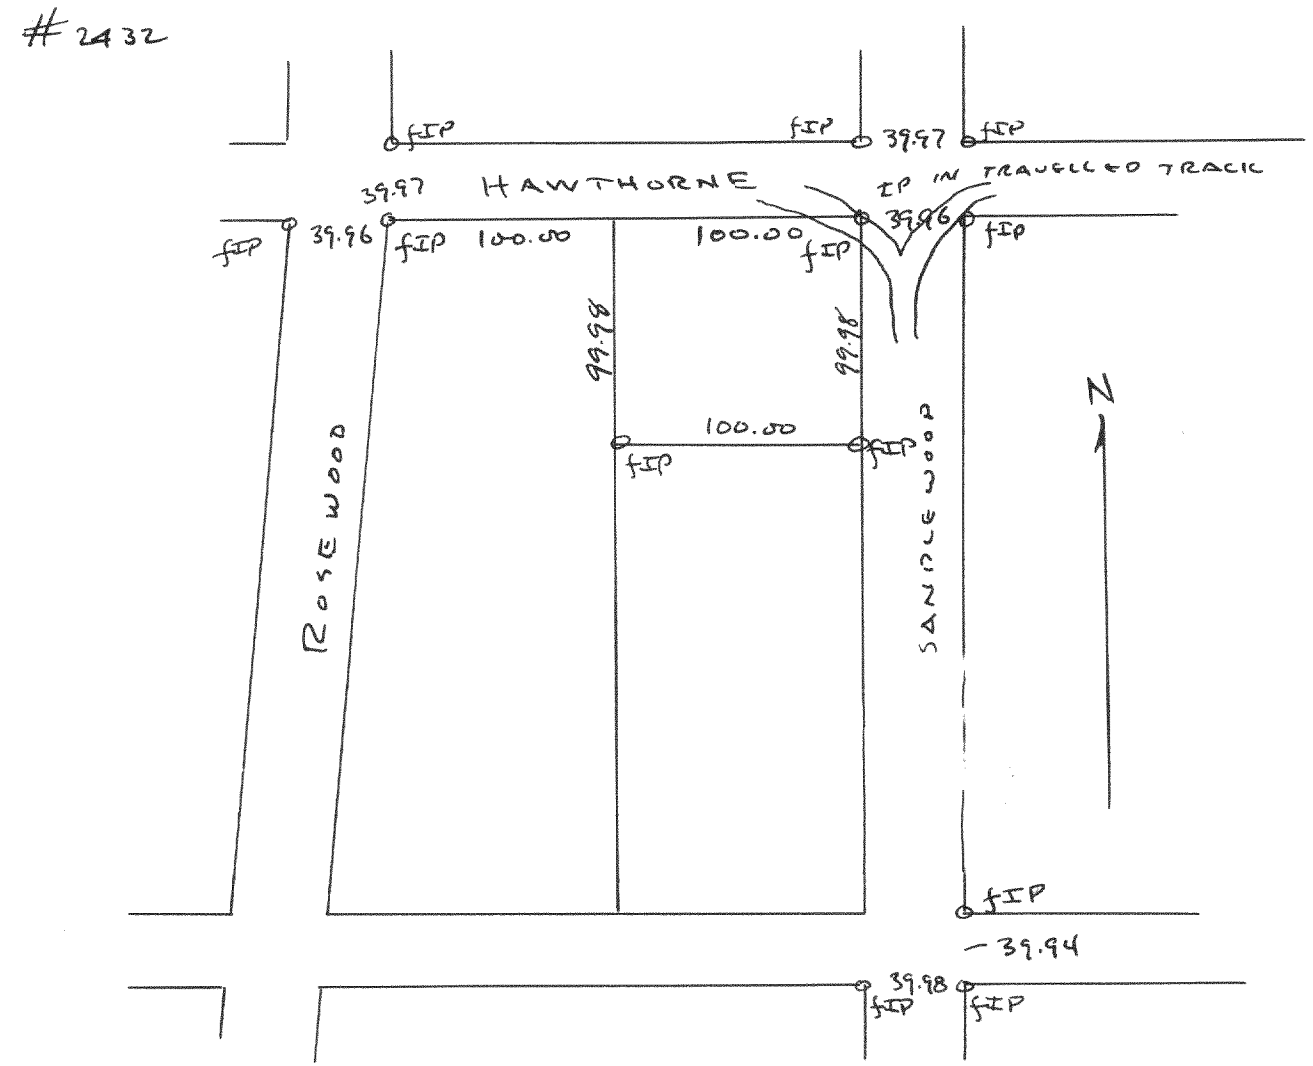 # 2432
fIP
fIP
39.97
fIP
39.97
HAWTHORNE
IP IN TRAVELLED TRACK
fIP
39.96
fIP
100.00
100.00
fIP
39.96
fIP
99.98
99.98
N
100.00
fIP
fIP
ROSEWOOD
SANDLEWOOD
fIP
39.94
39.98
fIP
fIP